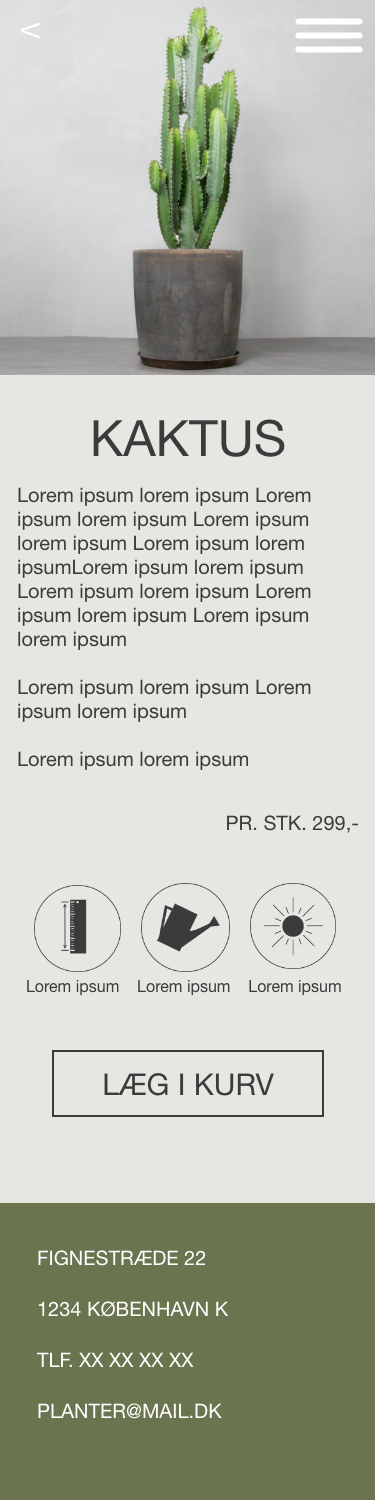 <
KAKTUS
Lorem ipsum lorem ipsum Lorem
ipsum lorem ipsum Lorem ipsum
lorem ipsum Lorem ipsum lorem
ipsumLorem ipsum lorem ipsum
Lorem ipsum lorem ipsum Lorem
ipsum lorem ipsum Lorem ipsum
lorem ipsum
Lorem ipsum lorem ipsum Lorem
ipsum lorem ipsum
Lorem ipsum lorem ipsum
PR. STK. 299,-
Lorem ipsum Lorem ipsum Lorem ipsum
LÆG I KURV
FIGNESTRÆDE 22
1234 KØBENHAVN K
TLF. XX XX XX XX
PLANTER@MAIL.DK